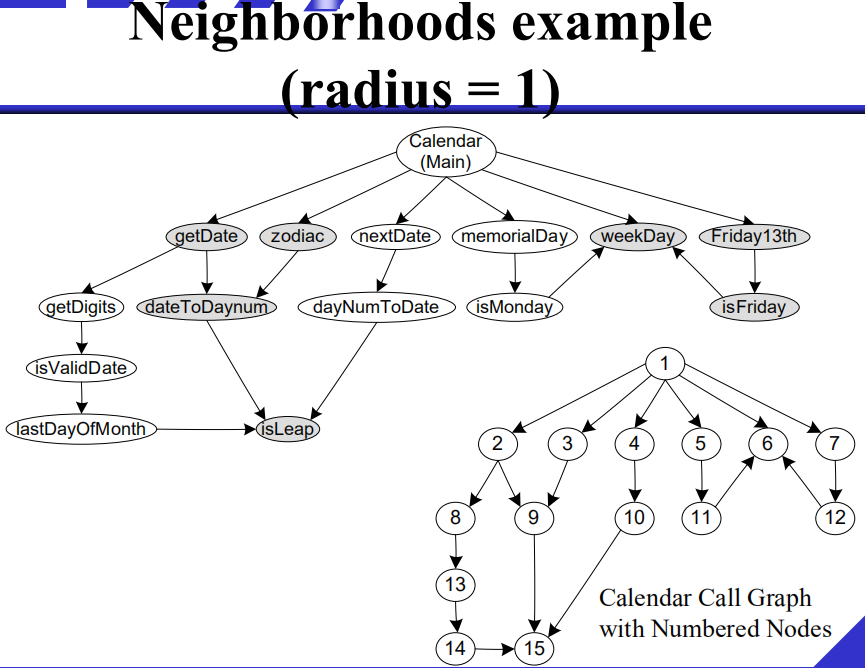 Neighborhoods example
(radius = 1)
Calendar
(Main)
getDate
zodiac
nextDate
memorialDay
weekDay
Friday13th
getDigits
dateToDaynum
dayNumToDate
isMonday
isFriday
isValidDate
lastDayOfMonth
isLeap
1
2
3
4
5
6
7
8
9
10
11
12
13
14
15
Calendar Call Graph
with Numbered Nodes